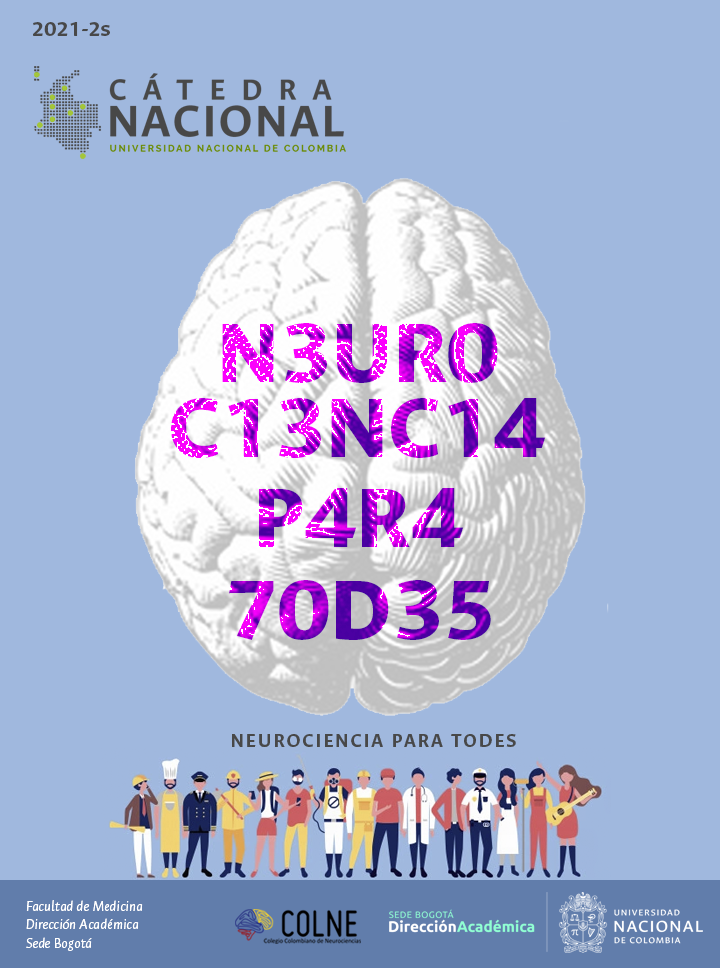 2021-2s
CÁTEDRA
NACIONAL
UNIVERSIDAD NACIONAL DE COLOMBIA
N3UR0
C13NC14
P4R4
70D35
NEUROCIENCIA PARA TODES
Facultad de Medicina
Dirección Académica
Sede Bogotá
COLNE
Colegio Colombiano de Neurociencias
SEDE BOGOTÁ
DirecciónAcadémica
UNIVERSIDAD
NACIONAL
DE COLOMBIA